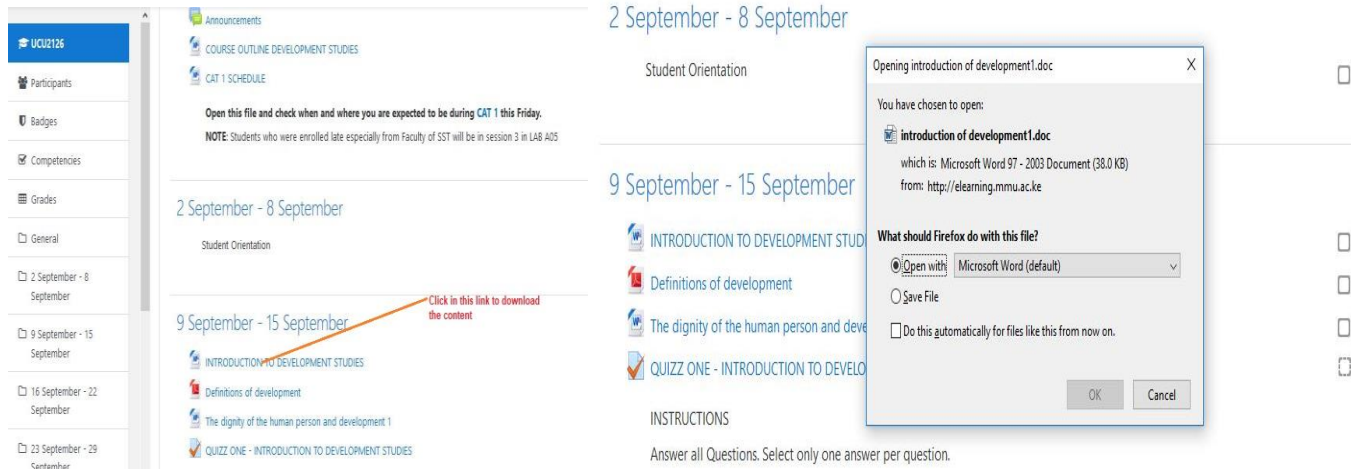 UCU2126
Participants
Badges
Competencies
Grades
General
2 September - 8
September
9 September - 15
September
16 September - 22
September
23 September - 29
September
Announcements
COURSE OUTLINE DEVELOPMENT STUDIES
CAT 1 SCHEDULE
Open this file and check when and where you are expected to be during CAT 1 this Friday.
NOTE: Students who were enrolled late especially from Faculty of SST will be in session 3 in LAB A05
2 September - 8 September
Student Orientation
Click in this link to download
the content
9 September - 15 September
INTRODUCTION TO DEVELOPMENT STUDIES
Definitions of development
The dignity of the human person and development 1
QUIZZ ONE - INTRODUCTION TO DEVELOPMENT STUDIES
2 September - 8 September
Student Orientation
9 September - 15 September
INTRODUCTION TO DEVELOPMENT STUD
Definitions of development
The dignity of the human person and deve
QUIZZ ONE - INTRODUCTION TO DEVELO
INSTRUCTIONS
Answer all Questions. Select only one answer per question.
Opening introduction of development1.doc
X
You have chosen to open:
introduction of development1.doc
which is: Microsoft Word 97 - 2003 Document (38.0 KB)
from: http://elearning.mmu.ac.ke
What should Firefox do with this file?
Open with Microsoft Word (default)
Save File
Do this automatically for files like this from now on.
OK Cancel